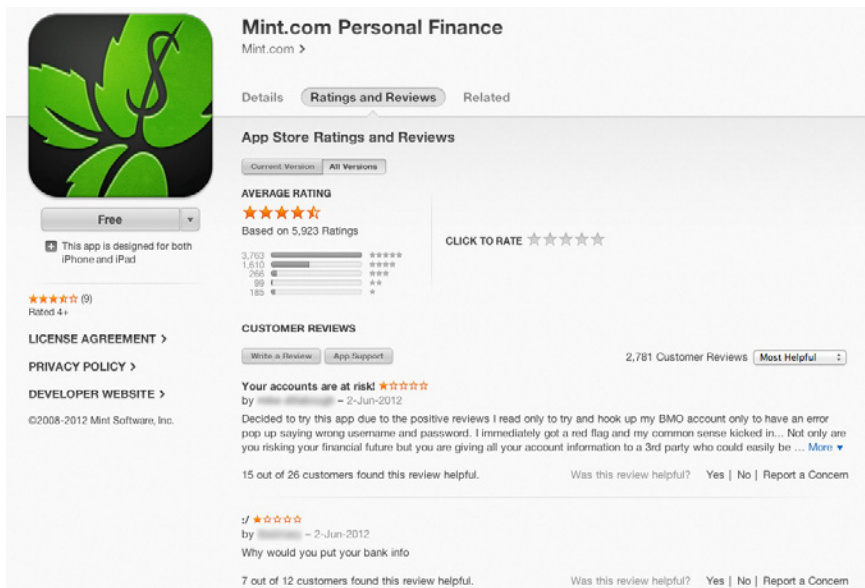 Mint.com Personal Finance
Mint.com >
Details Ratings and Reviews Related
App Store Ratings and Reviews
Current Version All Versions
AVERAGE RATING
Based on 5,923 Ratings
3,763
1,610
266
99
185
CLICK TO RATE
Free
This app is designed for both
iPhone and iPad
(9)
Rated 4+
LICENSE AGREEMENT >
PRIVACY POLICY >
DEVELOPER WEBSITE >
©2008-2012 Mint Software, Inc.
CUSTOMER REVIEWS
Write a Review App Support
2,781 Customer Reviews Most Helpful
Your accounts are at risk!
by – 2-Jun-2012
Decided to try this app due to the positive reviews I read only to try and hook up my BMO account only to have an error
pop up saying wrong username and password. I immediately got a red flag and my common sense kicked in... Not only are
you risking your financial future but you are giving all your account information to a 3rd party who could easily be ... More
15 out of 26 customers found this review helpful. Was this review helpful? Yes | No | Report a Concern
:/
by – 2-Jun-2012
Why would you put your bank info
7 out of 12 customers found this review helpful. Was this review helpful? Yes | No | Report a Concern